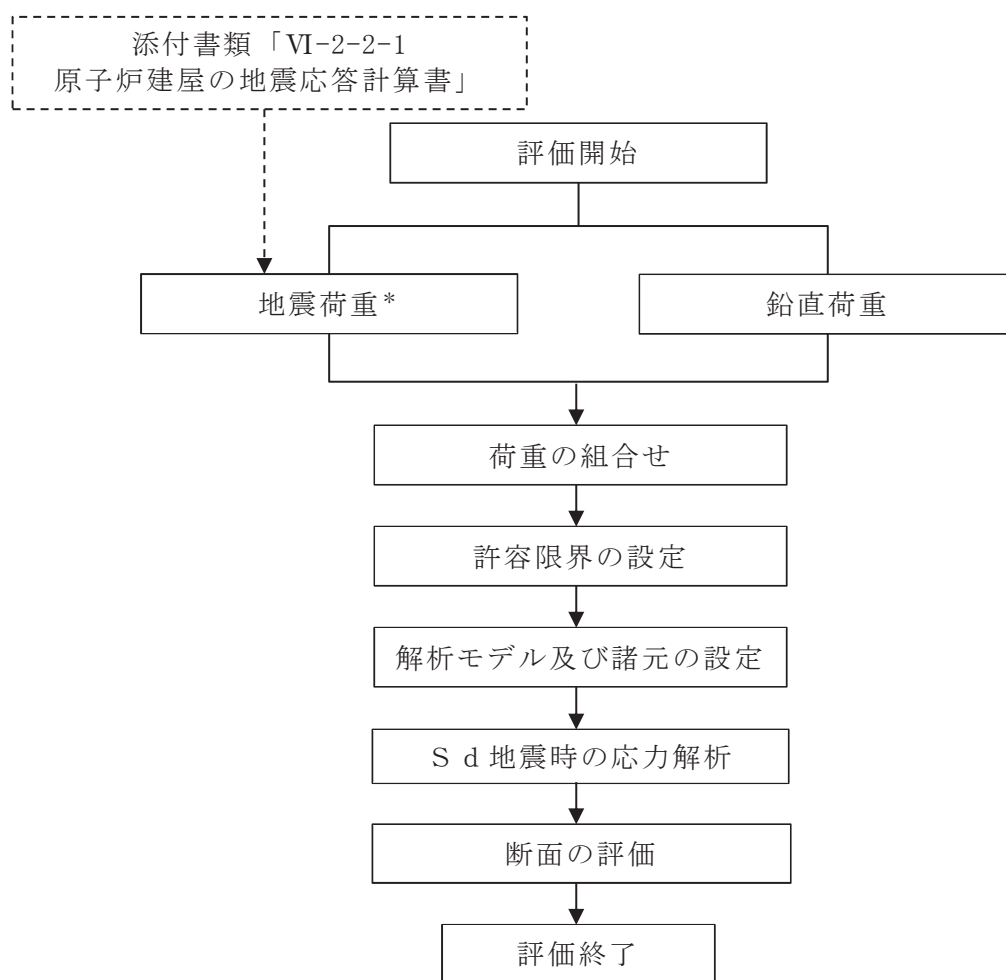 添付書類「Ⅵ-2-2-1
原子炉建屋の地震応答計算書」
評価開始
地震荷重*
鉛直荷重
荷重の組合せ
許容限界の設定
解析モデル及び諸元の設定
Ｓｄ地震時の応力解析
断面の評価
評価終了